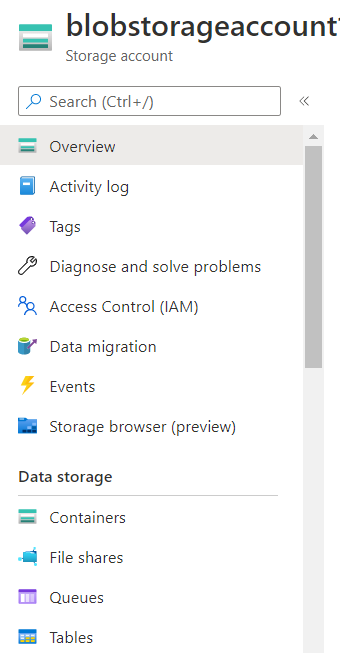 blobstorageaccount
Storage account
Search (Ctrl+/)
Overview
Activity log
Tags
Diagnose and solve problems
Access Control (IAM)
Data migration
Events
Storage browser (preview)
Data storage
Containers
File shares
Queues
Tables